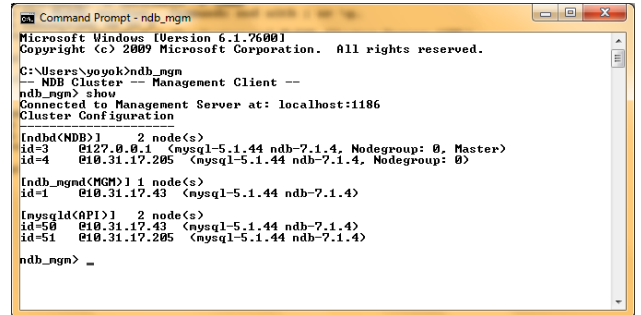 Command Prompt - ndb_mgm
Microsoft Windows [Version 6.1.7600]
Copyright (c) 2009 Microsoft Corporation.  All rights reserved.
C:\Users\yoyok>ndb_mgm
-- NDB Cluster -- Management Client --
ndb_mgm> show
Connected to Management Server at: localhost:1186
Cluster Configuration
---------------------
[ndbd(NDB)]     2 node(s)
id=3    @127.0.0.1  (mysql-5.1.44 ndb-7.1.4, Nodegroup: 0, Master)
id=4    @10.31.17.205  (mysql-5.1.44 ndb-7.1.4, Nodegroup: 0)
[ndb_mgmd(MGM)] 1 node(s)
id=1    @10.31.17.43  (mysql-5.1.44 ndb-7.1.4)
[mysqld(API)]   2 node(s)
id=50   @10.31.17.43  (mysql-5.1.44 ndb-7.1.4)
id=51   @10.31.17.205  (mysql-5.1.44 ndb-7.1.4)
ndb_mgm> _